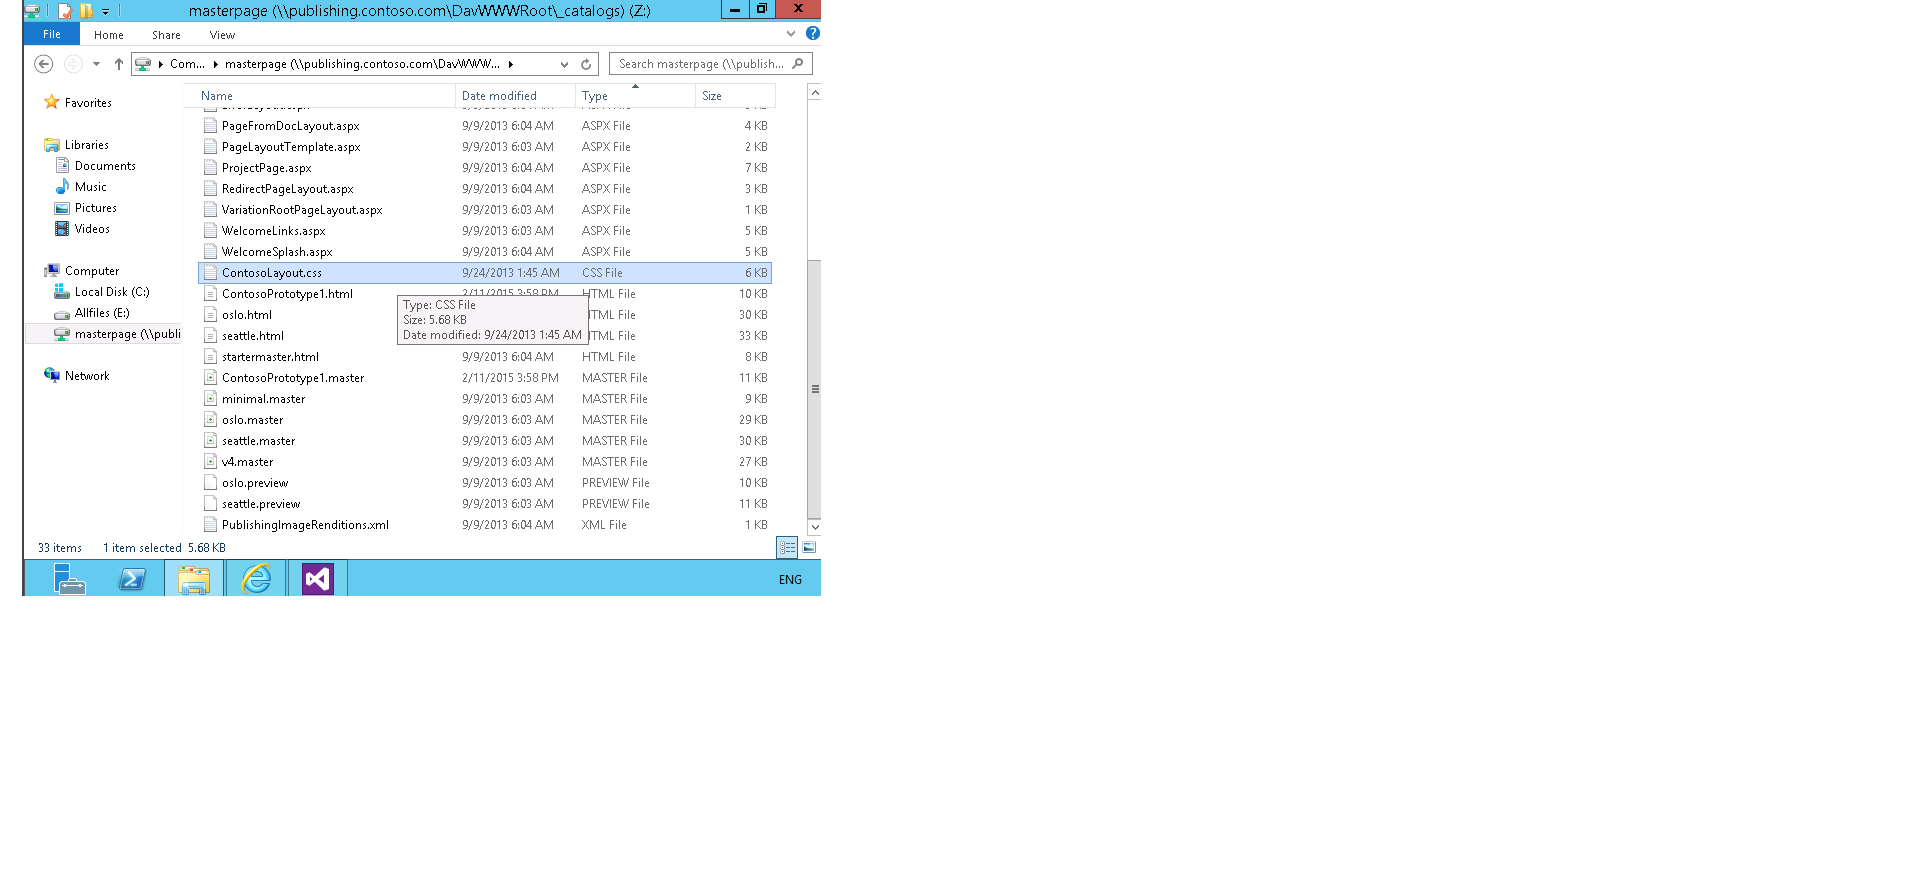 masterpage (\\publishing.contoso.com\DavWWWRoot\_catalogs) (Z:)
File Home Share View
Com... masterpage (\\publishing.contoso.com\DavWWW... Search masterpage (\\publish...
Favorites
Libraries
Documents
Music
Pictures
Videos
Computer
Local Disk (C:)
Allfiles (E:)
masterpage (\\publi
Network
Name Date modified Type Size
PageFromDocLayout.aspx 9/9/2013 6:04 AM ASPX File 4 KB
PageLayoutTemplate.aspx 9/9/2013 6:03 AM ASPX File 2 KB
ProjectPage.aspx 9/9/2013 6:04 AM ASPX File 7 KB
RedirectPageLayout.aspx 9/9/2013 6:04 AM ASPX File 3 KB
VariationRootPageLayout.aspx 9/9/2013 6:03 AM ASPX File 1 KB
WelcomeLinks.aspx 9/9/2013 6:03 AM ASPX File 5 KB
WelcomeSplash.aspx 9/9/2013 6:04 AM ASPX File 5 KB
ContosoLayout.css 9/24/2013 1:45 AM CSS File 6 KB
ContosoPrototype1.html 2/11/2015 3:58 PM HTML File 10 KB
oslo.html HTML File 30 KB
seattle.html HTML File 33 KB
Type: CSS File
Size: 5.68 KB
Date modified: 9/24/2013 1:45 AM
startermaster.html 9/9/2013 6:04 AM HTML File 8 KB
ContosoPrototype1.master 2/11/2015 3:58 PM MASTER File 11 KB
minimal.master 9/9/2013 6:03 AM MASTER File 9 KB
oslo.master 9/9/2013 6:03 AM MASTER File 29 KB
seattle.master 9/9/2013 6:03 AM MASTER File 30 KB
v4.master 9/9/2013 6:03 AM MASTER File 27 KB
oslo.preview 9/9/2013 6:03 AM PREVIEW File 10 KB
seattle.preview 9/9/2013 6:03 AM PREVIEW File 11 KB
PublishingImageRenditions.xml 9/9/2013 6:04 AM XML File 1 KB
33 items 1 item selected 5.68 KB
ENG